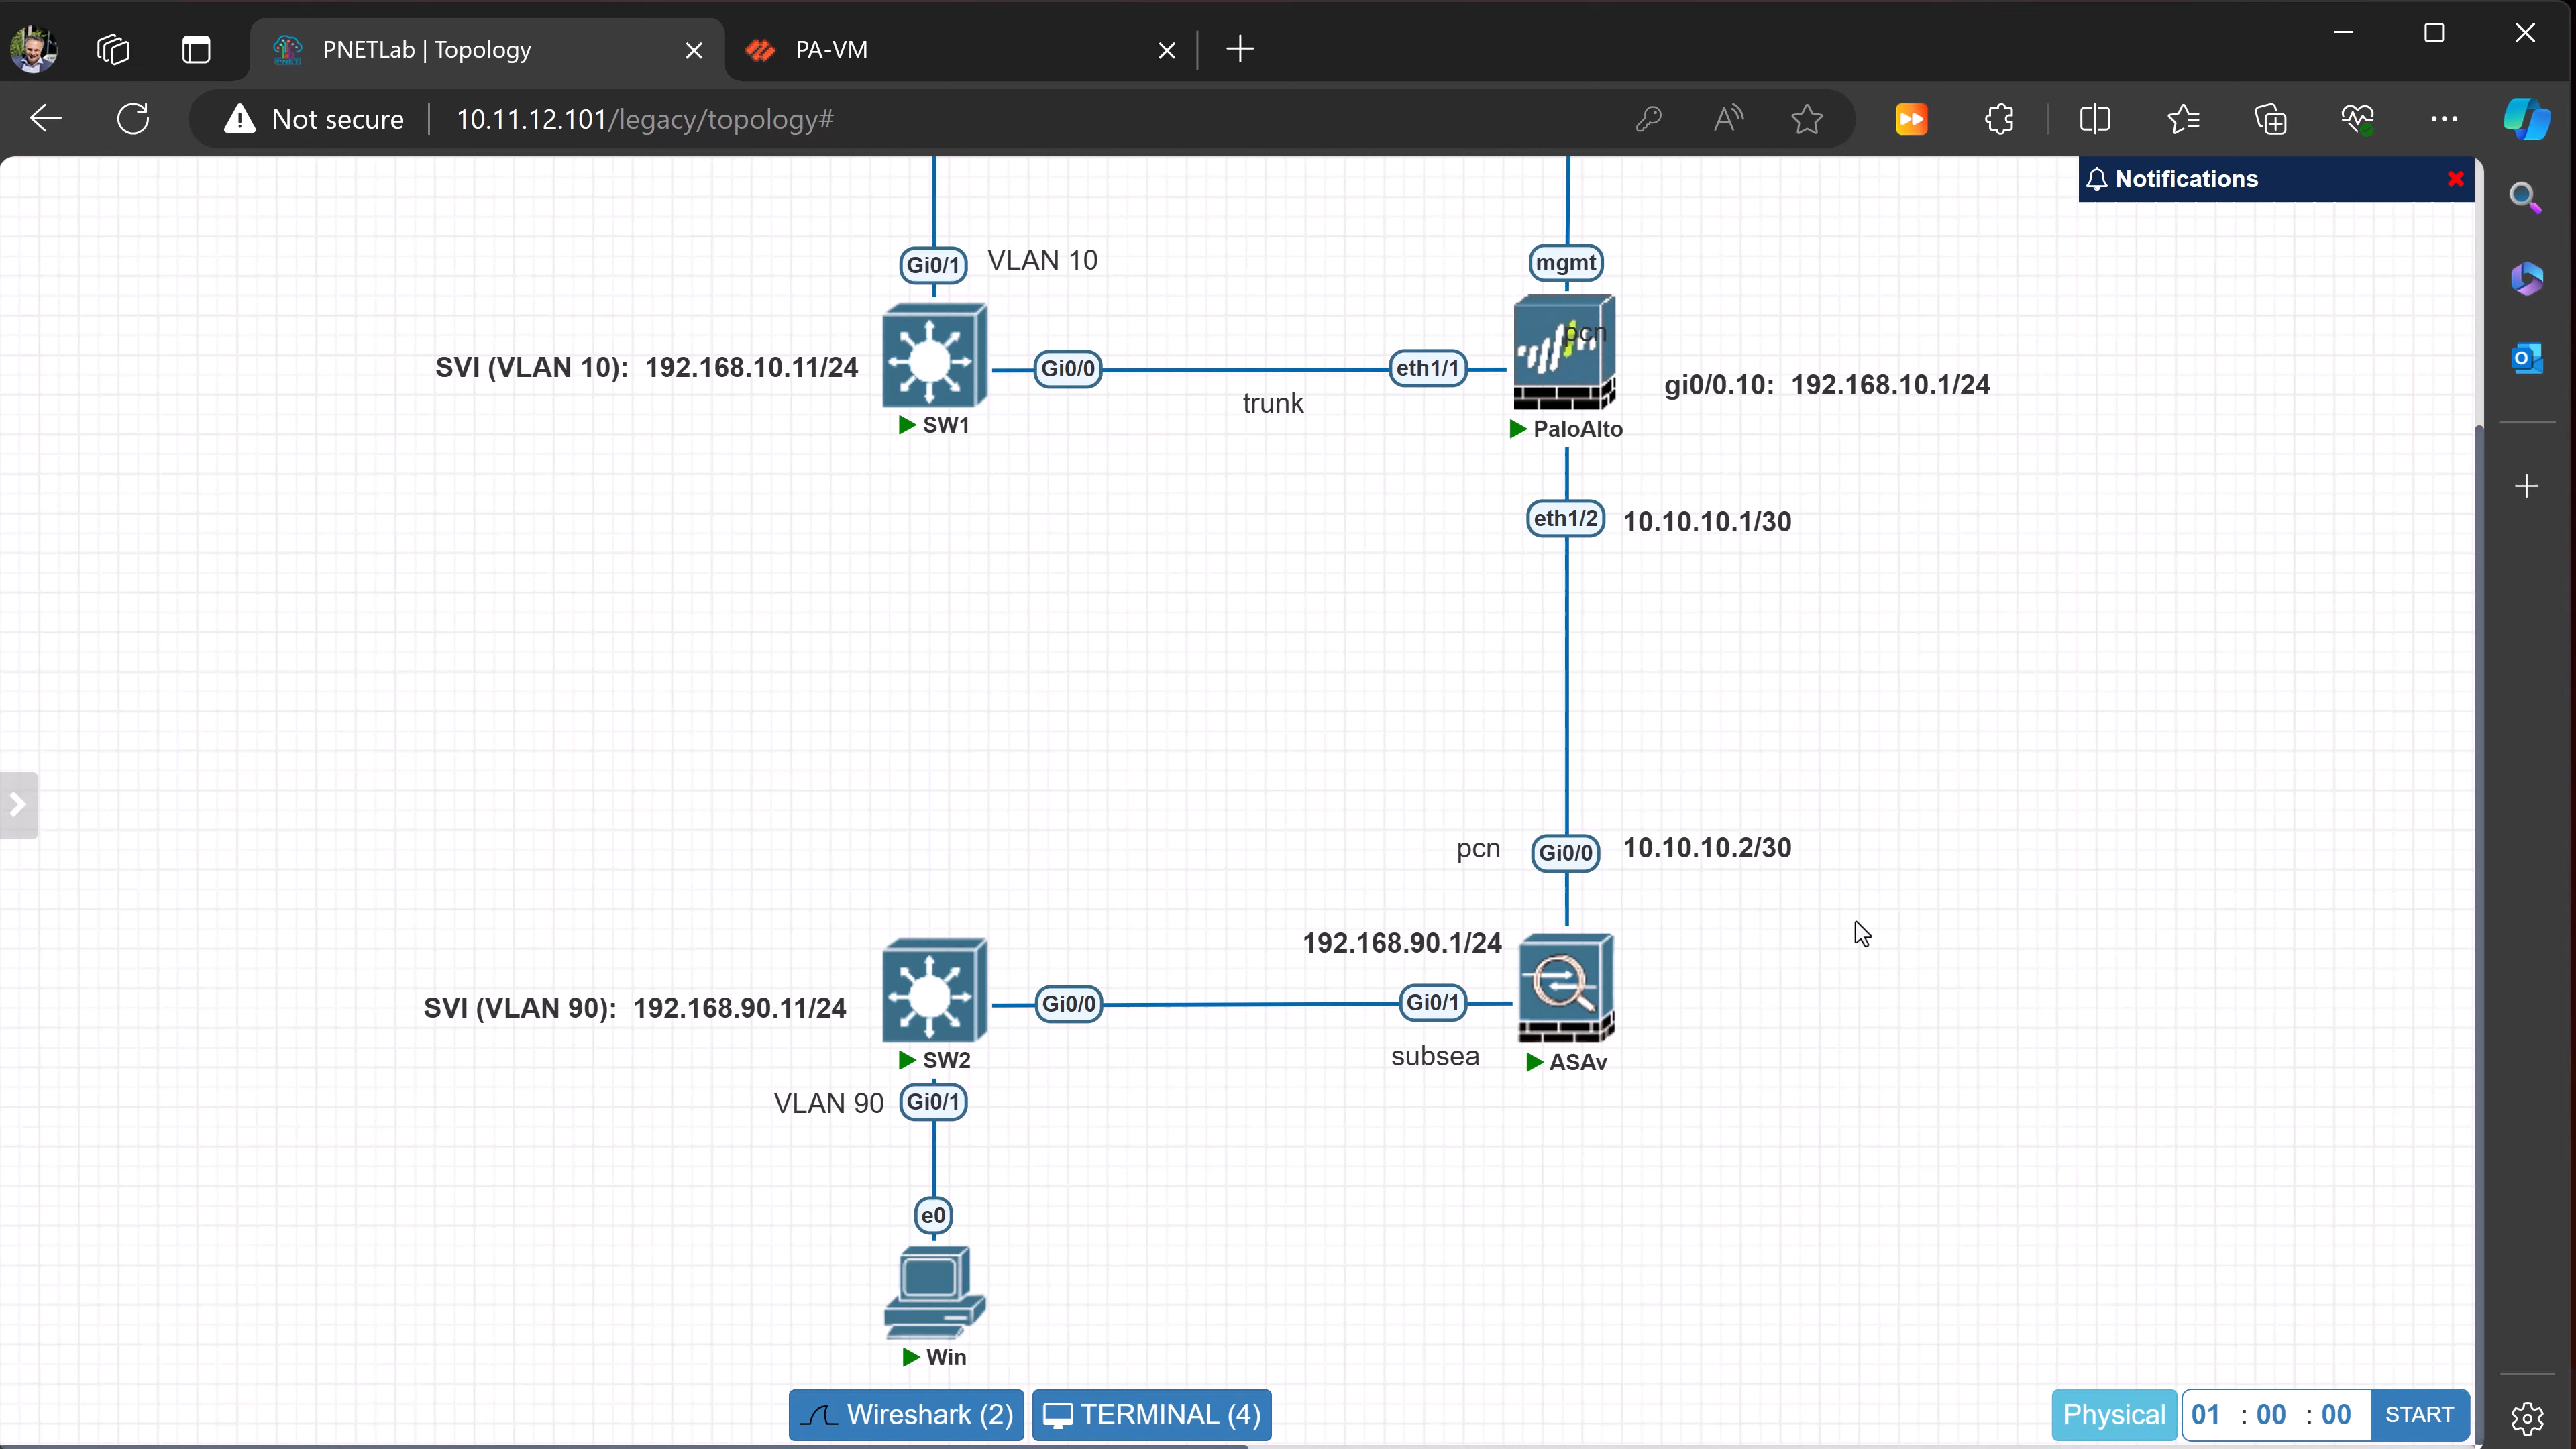 PNETLab | Topology
PA-VM
Not secure
10.11.12.101/legacy/topology#
Notifications
Gi0/1
VLAN 10
mgmt
SVI (VLAN 10): 192.168.10.11/24
Gi0/0
eth1/1
pcn
trunk
gi0/0.10: 192.168.10.1/24
SW1
PaloAlto
eth1/2
10.10.10.1/30
pcn
Gi0/0
10.10.10.2/30
192.168.90.1/24
SVI (VLAN 90): 192.168.90.11/24
Gi0/0
Gi0/1
SW2
subsea
ASAv
VLAN 90
Gi0/1
e0
Win
Wireshark (2)
TERMINAL (4)
Physical
01 : 00 : 00
START